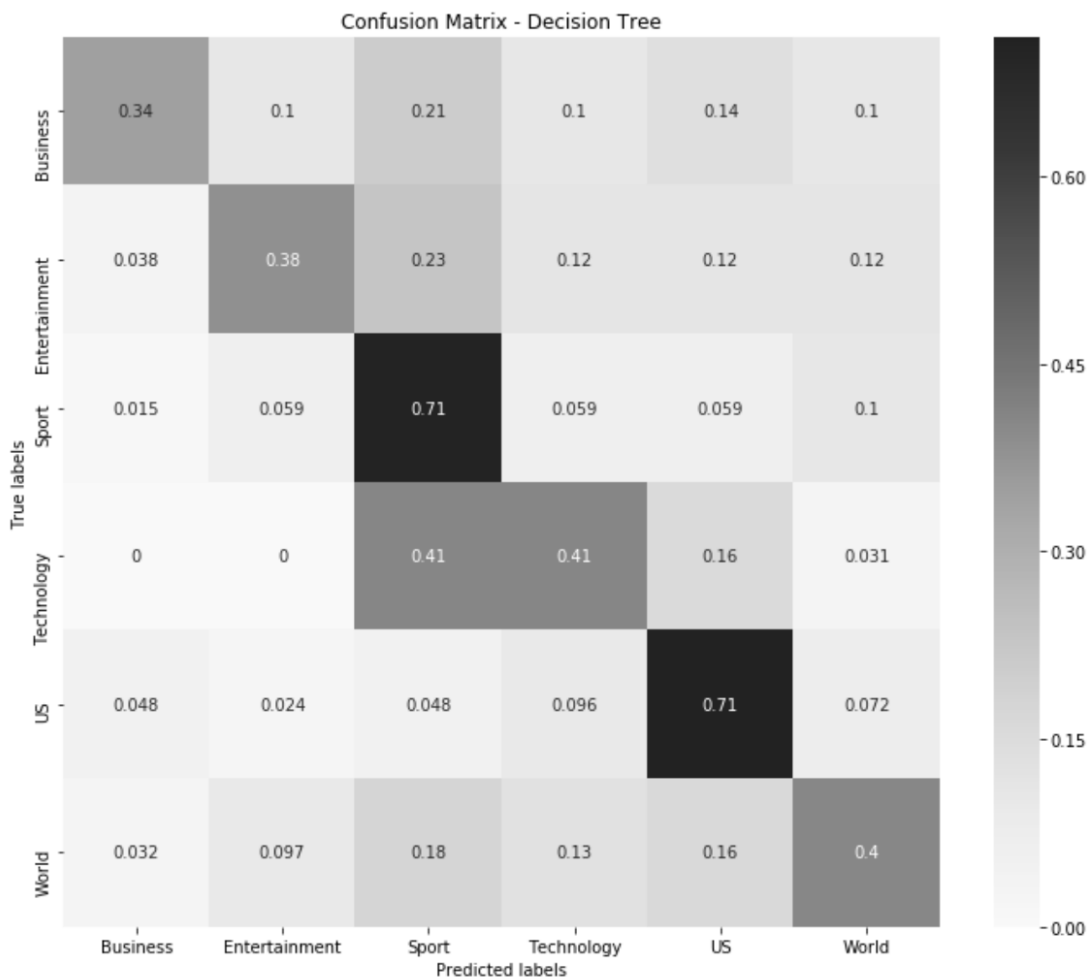 Confusion Matrix - Decision Tree
Business 0.34 0.1 0.21 0.1 0.14 0.1
Entertainment 0.038 0.38 0.23 0.12 0.12 0.12
Sport 0.015 0.059 0.71 0.059 0.059 0.1
Technology 0 0 0.41 0.41 0.16 0.031
US 0.048 0.024 0.048 0.096 0.71 0.072
World 0.032 0.097 0.18 0.13 0.16 0.4
True labels
Business Entertainment Sport Technology US World
Predicted labels
0.60
0.45
0.30
0.15
0.00